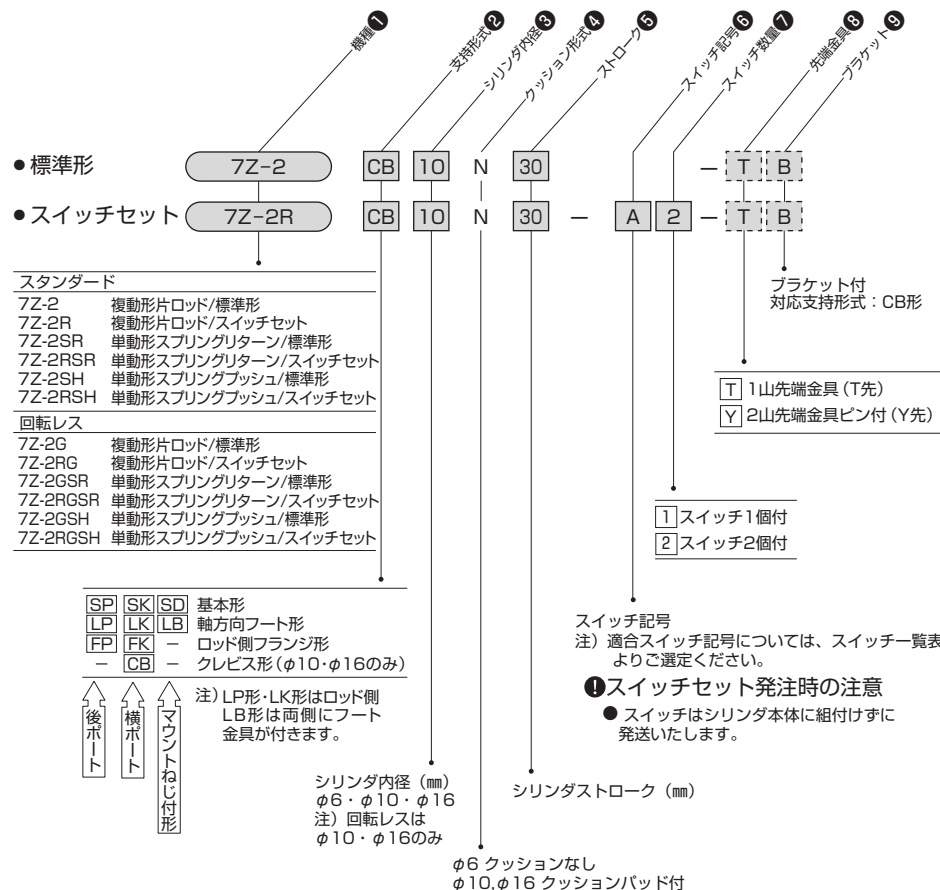 機種❶
支持形式❷
シリンダ内径❸
クッション形式❹
ストローク❺
スイッチ記号❻
スイッチ数量❼
先端金具❽
ブラケット❾
● 標準形 7Z-2 CB 10 N 30 － T B
● スイッチセット 7Z-2R CB 10 N 30 － A 2 － T B
スタンダード
7Z-2 複動形片ロッド/標準形
7Z-2R 複動形片ロッド/スイッチセット
7Z-2SR 単動形スプリングリターン/標準形
7Z-2RSR 単動形スプリングリターン/スイッチセット
7Z-2SH 単動形スプリングプッシュ/標準形
7Z-2RSH 単動形スプリングプッシュ/スイッチセット
回転レス
7Z-2G 複動形片ロッド/標準形
7Z-2RG 複動形片ロッド/スイッチセット
7Z-2GSR 単動形スプリングリターン/標準形
7Z-2RGSR 単動形スプリングリターン/スイッチセット
7Z-2GSH 単動形スプリングプッシュ/標準形
7Z-2RGSH 単動形スプリングプッシュ/スイッチセット
SP SK SD 基本形
LP LK LB 軸方向フート形
FP FK － ロッド側フランジ形
－ CB － クレビス形（φ10・φ16のみ）
後ポート
横ポート
マウントねじ付形
注）LP形・LK形はロッド側
LB形は両側にフート
金具が付きます。
シリンダ内径（㎜）
φ6・φ10・φ16
注）回転レスは
φ10・φ16のみ
φ6 クッションなし
φ10,φ16 クッションパッド付
シリンダストローク（㎜）
ブラケット付
対応支持形式：CB形
T 1山先端金具（T先）
Y 2山先端金具ピン付（Y先）
1 スイッチ1個付
2 スイッチ2個付
スイッチ記号
注）適合スイッチ記号については、スイッチ一覧表
よりご選定ください。
❗スイッチセット発注時の注意
● スイッチはシリンダ本体に組付けずに
発送いたします。